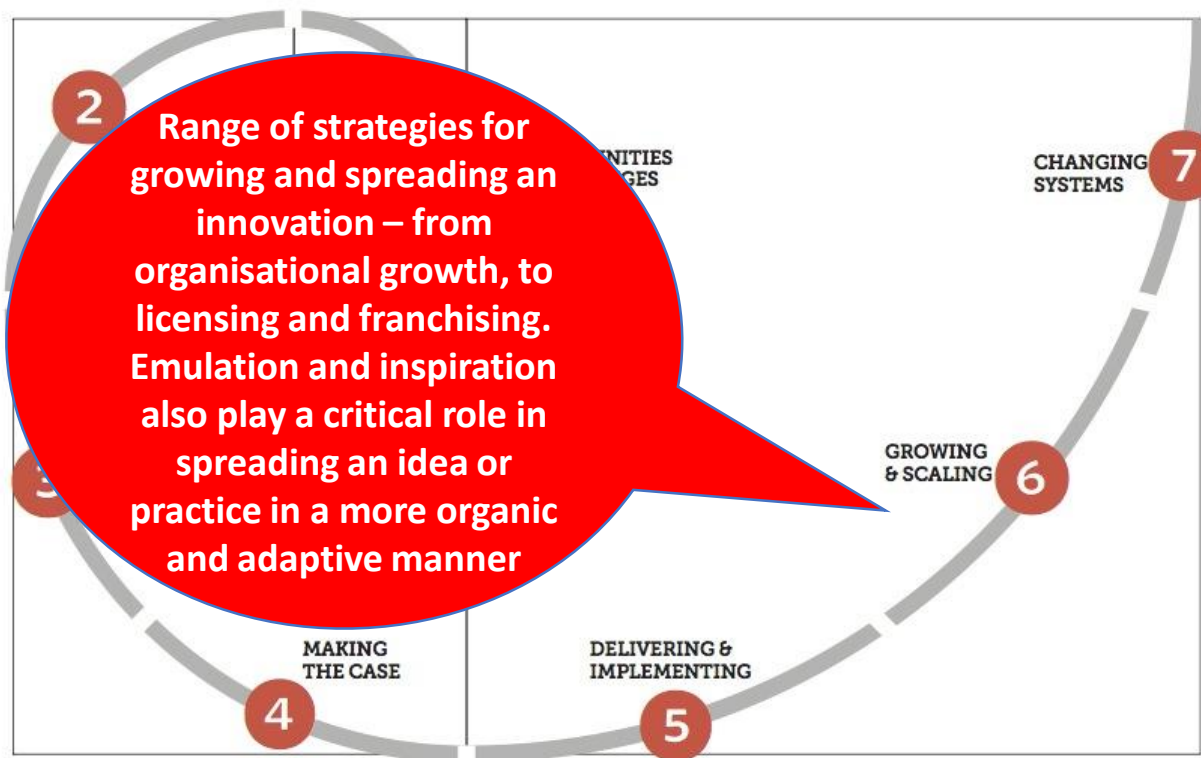 2
Range of strategies for
growing and spreading an
innovation – from
organisational growth, to
licensing and franchising.
Emulation and inspiration
also play a critical role in
spreading an idea or
practice in a more organic
and adaptive manner
CHANGING
SYSTEMS
7
GROWING
& SCALING
6
3
MAKING
THE CASE
4
DELIVERING &
IMPLEMENTING
5